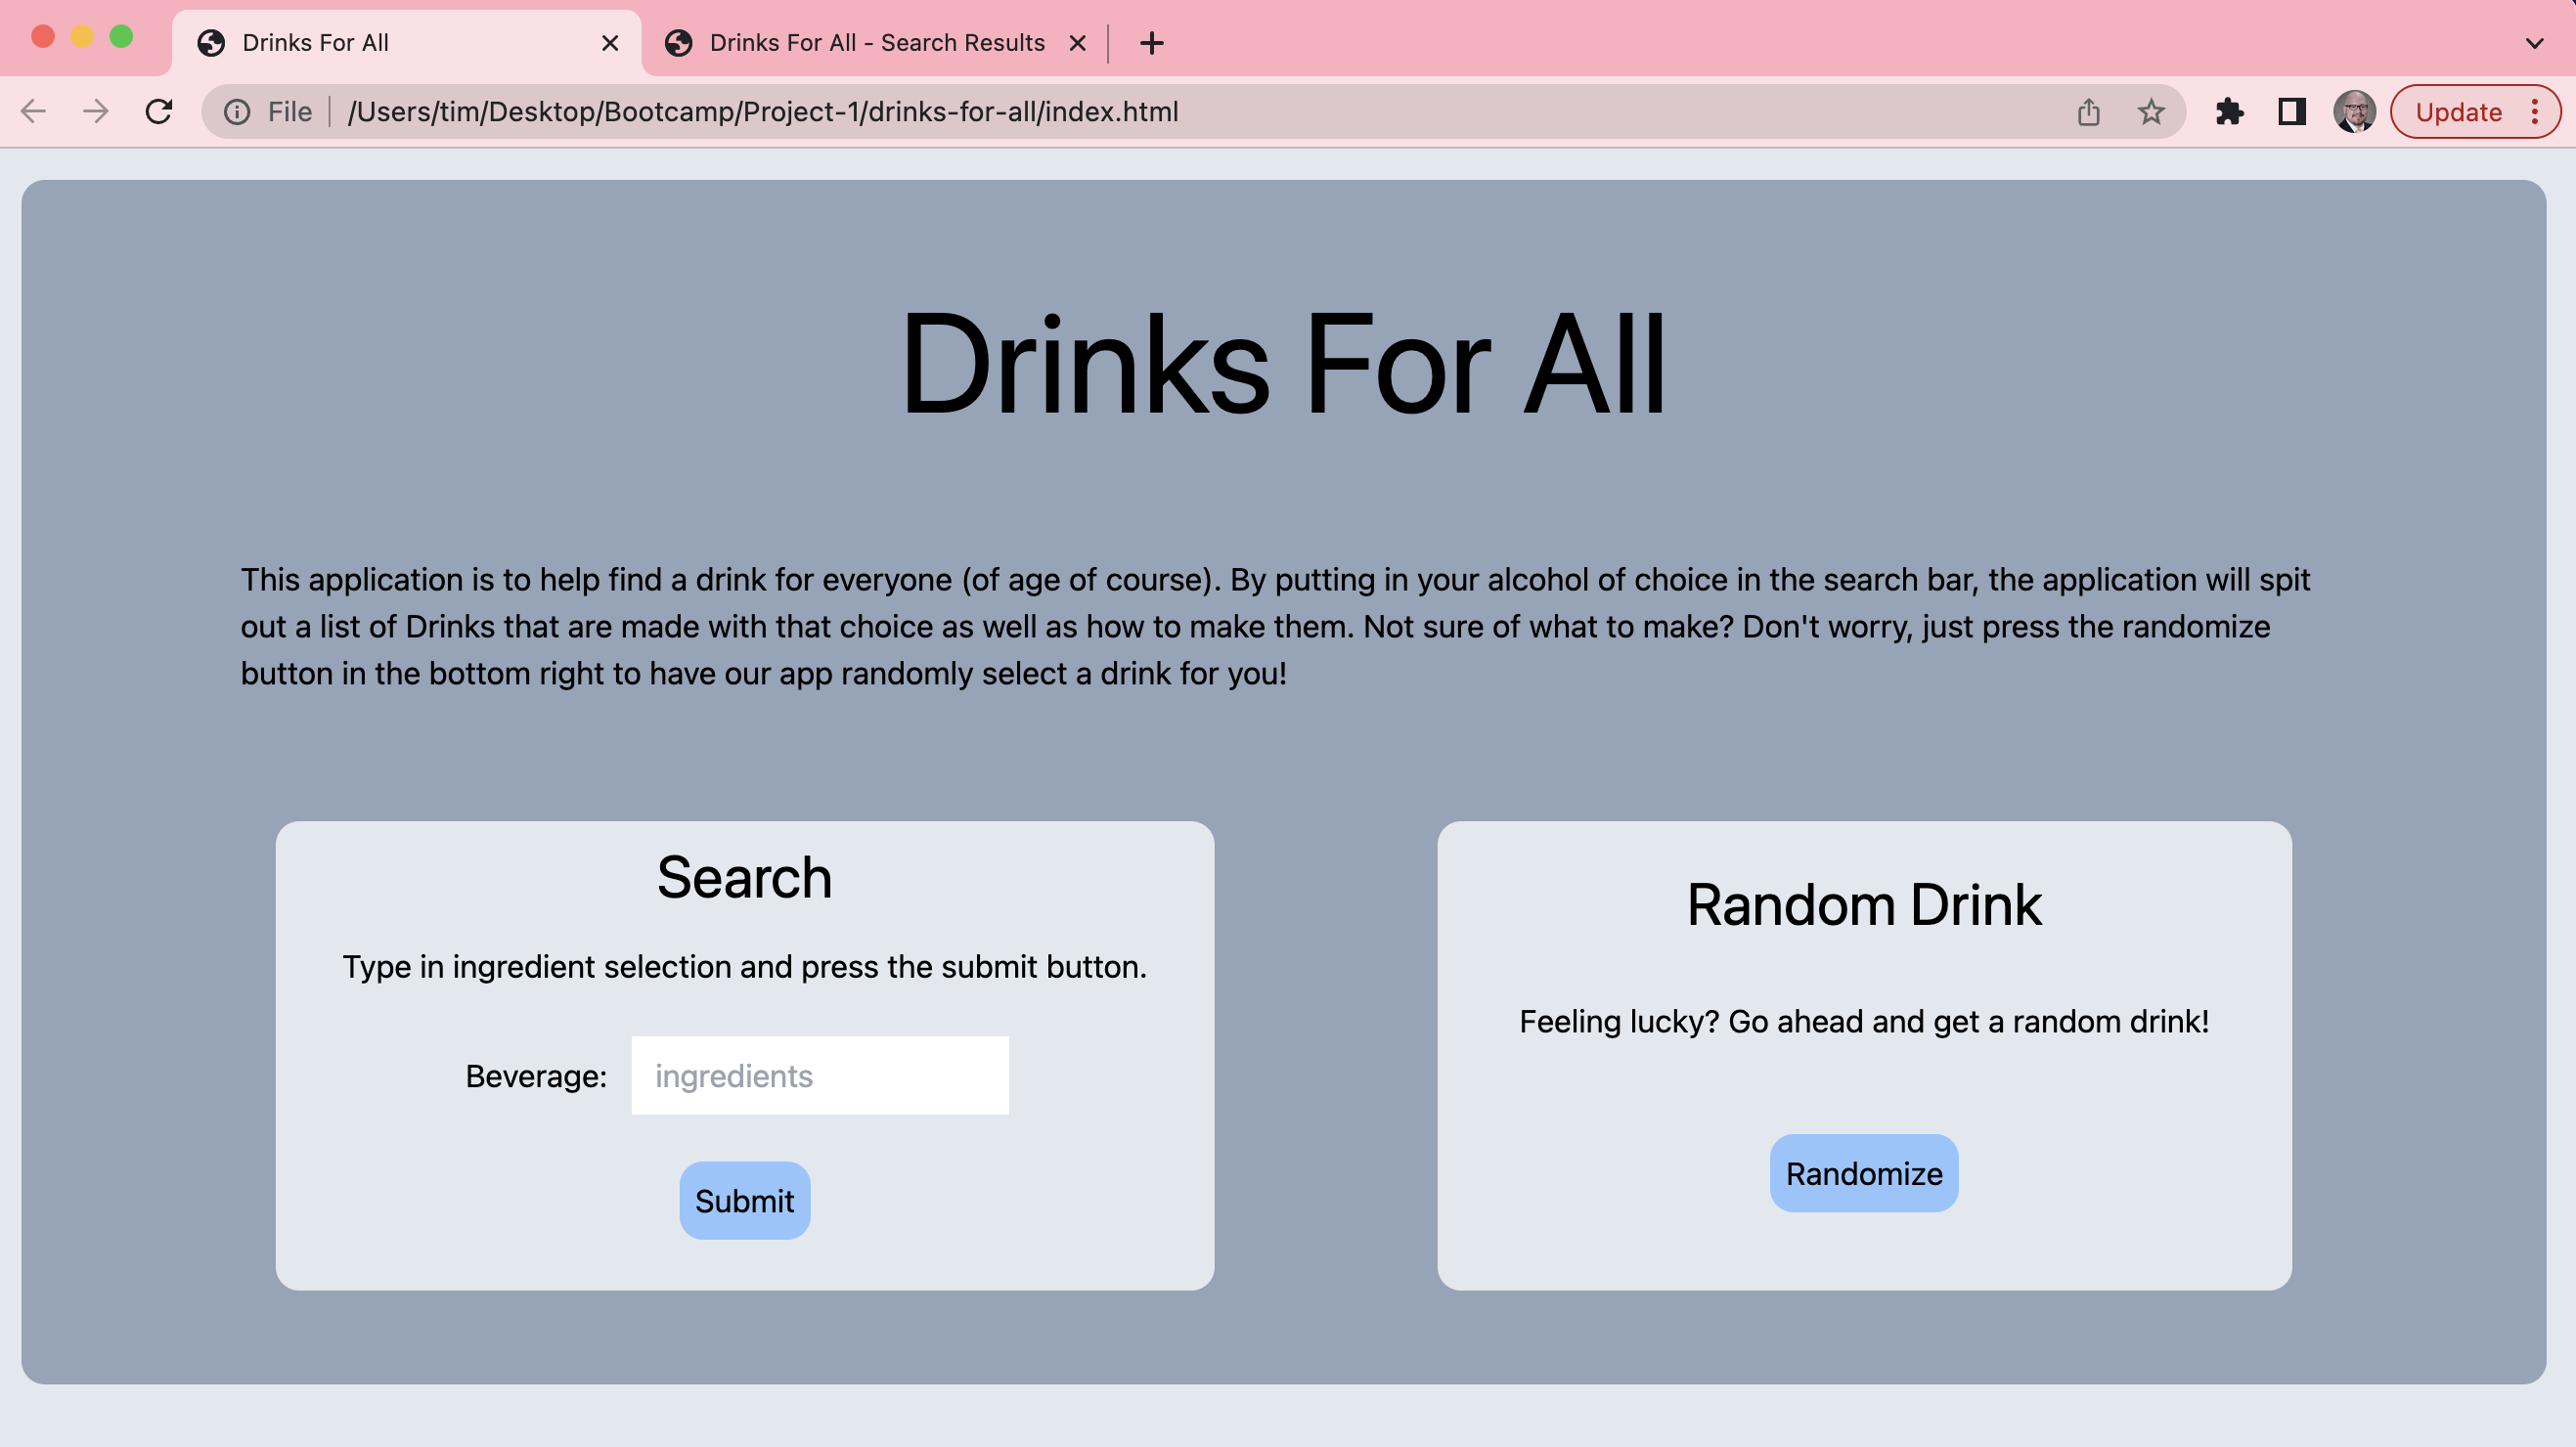 Drinks For All
Drinks For All - Search Results
File
/Users/tim/Desktop/Bootcamp/Project-1/drinks-for-all/index.html
Update
Drinks For All
This application is to help find a drink for everyone (of age of course). By putting in your alcohol of choice in the search bar, the application will spit
out a list of Drinks that are made with that choice as well as how to make them. Not sure of what to make? Don't worry, just press the randomize
button in the bottom right to have our app randomly select a drink for you!
Search
Type in ingredient selection and press the submit button.
Beverage:
ingredients
Submit
Random Drink
Feeling lucky? Go ahead and get a random drink!
Randomize